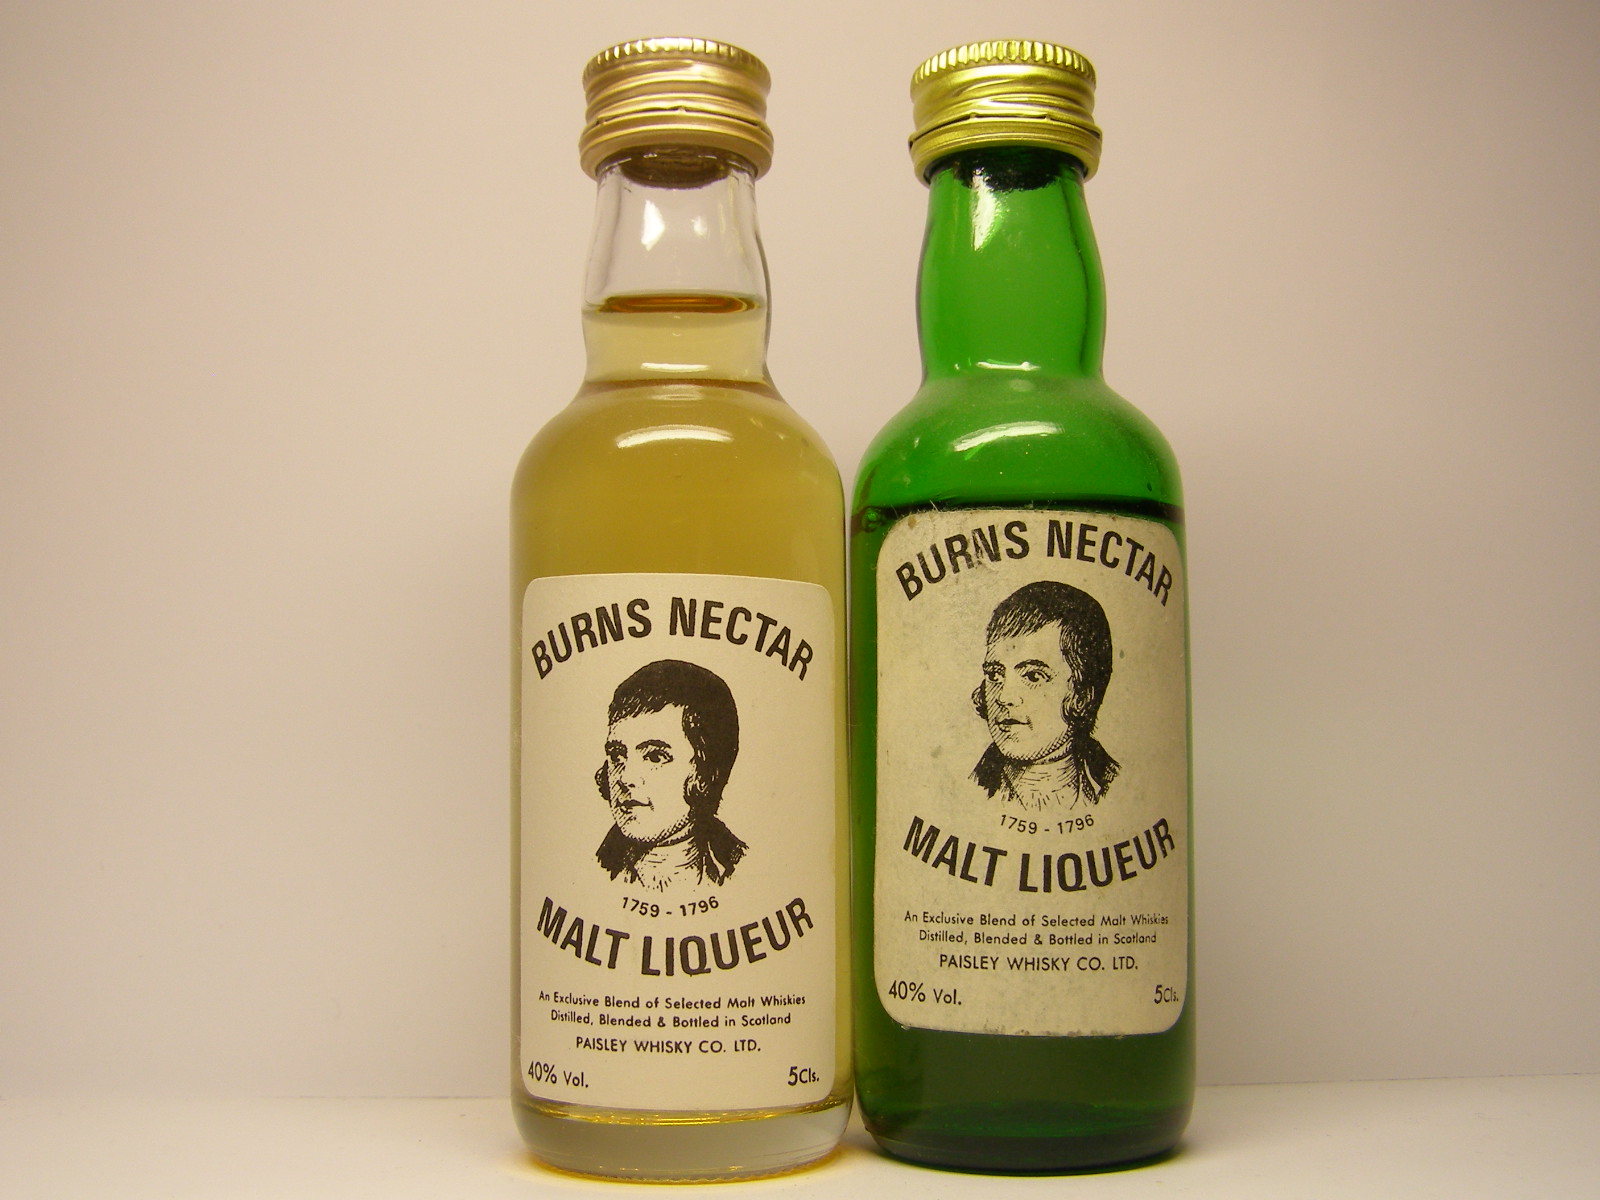 BURNS NECTAR
1759 - 1796
MALT LIQUEUR
An Exclusive Blend of Selected Malt Whiskies
Distilled, Blended & Bottled in Scotland
PAISLEY WHISKY CO. LTD.
40% Vol. 5Cls.
BURNS NECTAR
1759 - 1796
MALT LIQUEUR
An Exclusive Blend of Selected Malt Whiskies
Distilled, Blended & Bottled in Scotland
PAISLEY WHISKY CO. LTD.
40% Vol. 5Cls.